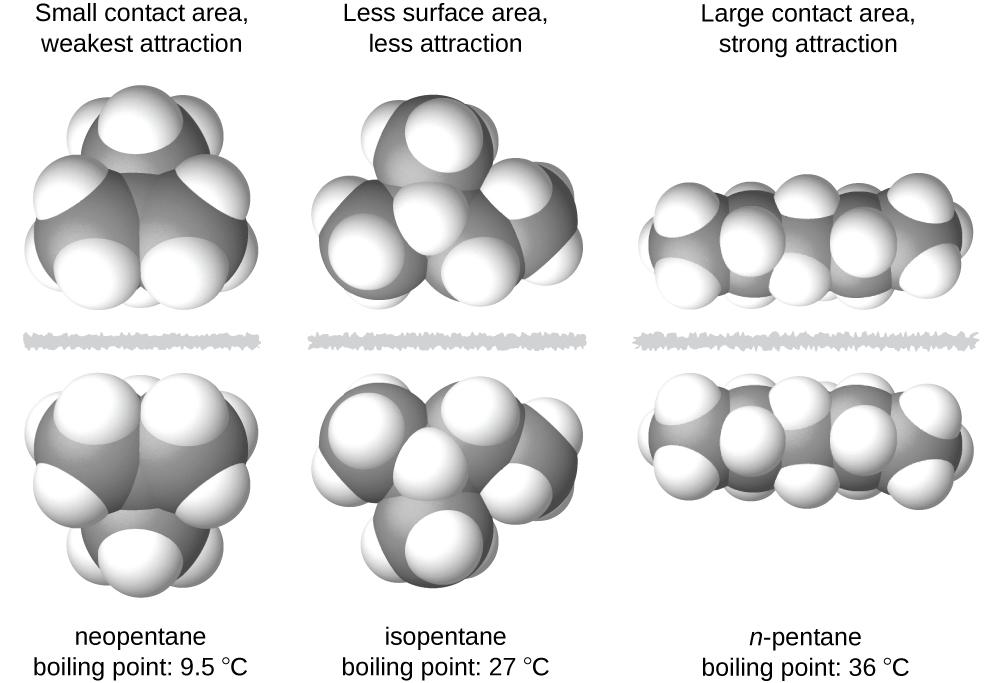 Small contact area,
weakest attraction
Less surface area,
less attraction
Large contact area,
strong attraction
neopentane
boiling point: 9.5 °C
isopentane
boiling point: 27 °C
n-pentane
boiling point: 36 °C